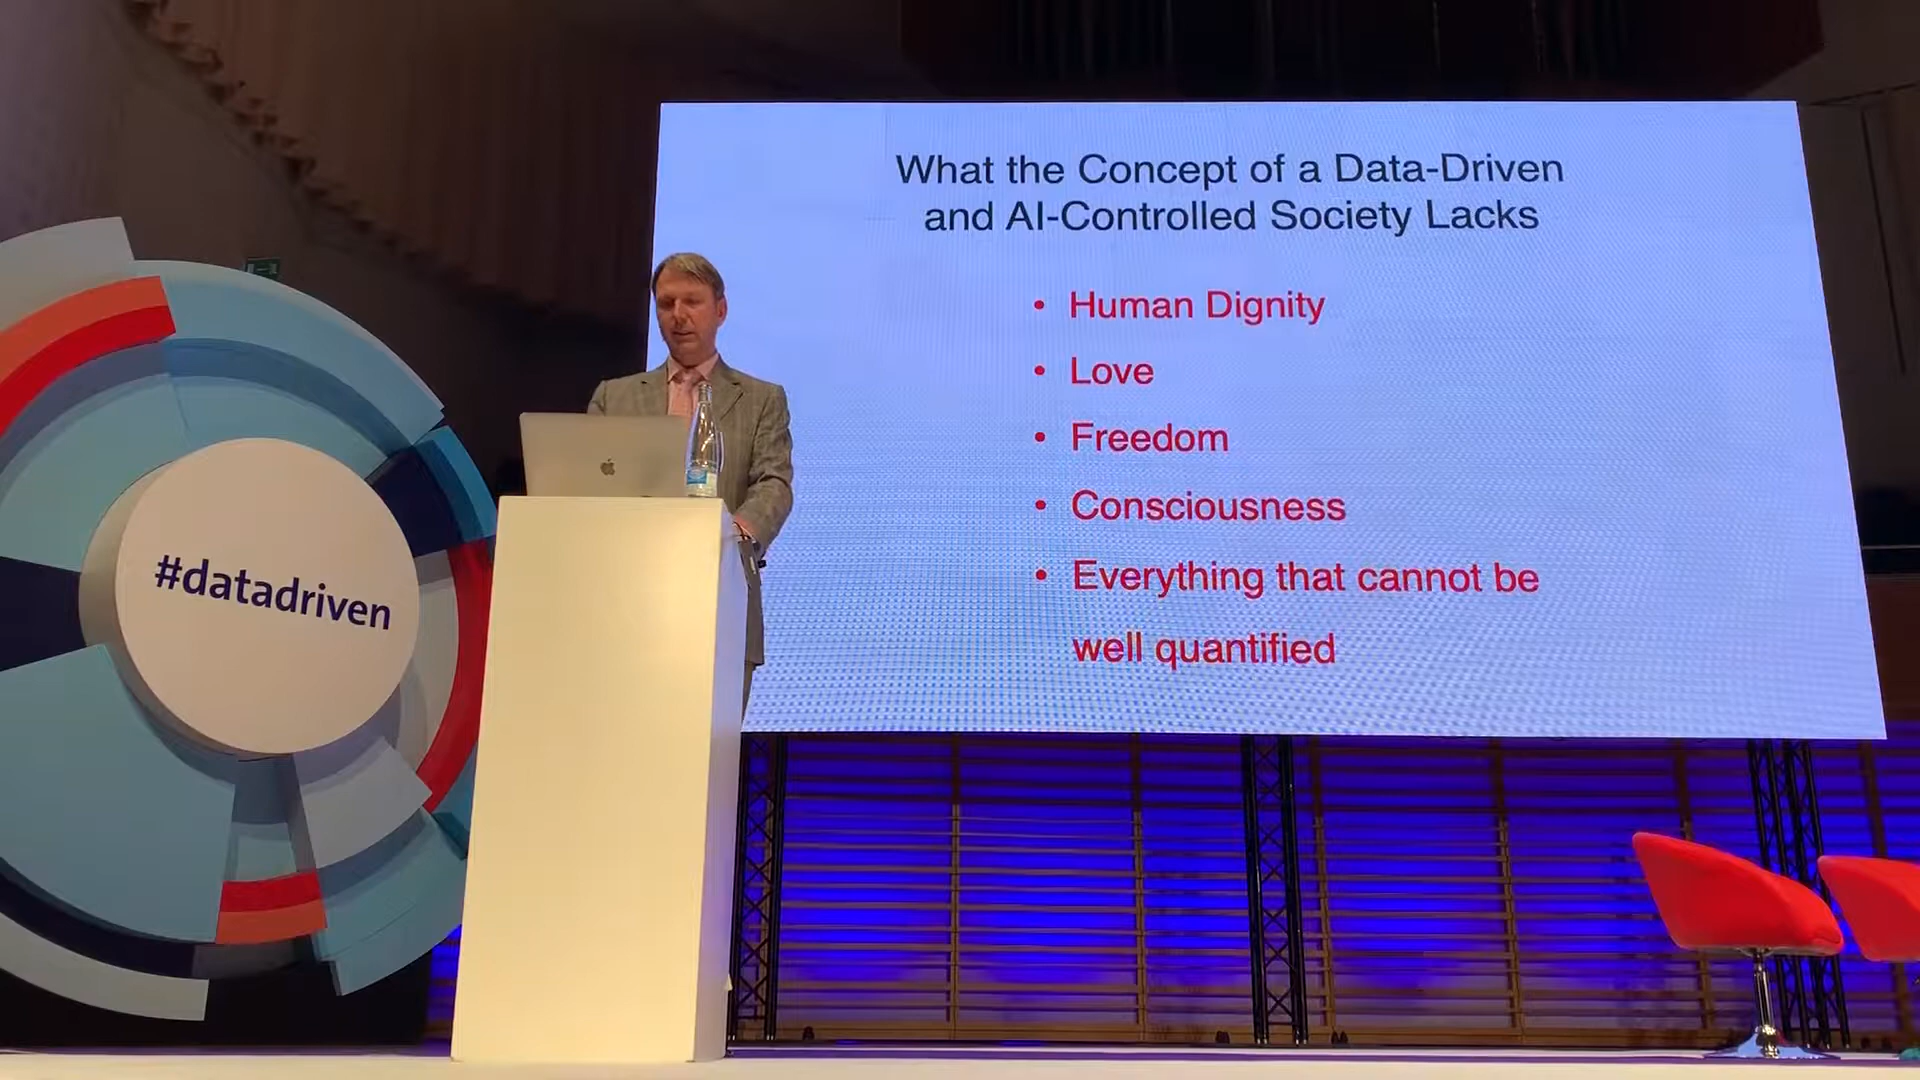 What the Concept of a Data-Driven
and AI-Controlled Society Lacks
• Human Dignity
• Love
• Freedom
• Consciousness
• Everything that cannot be
well quantified
#datadriven